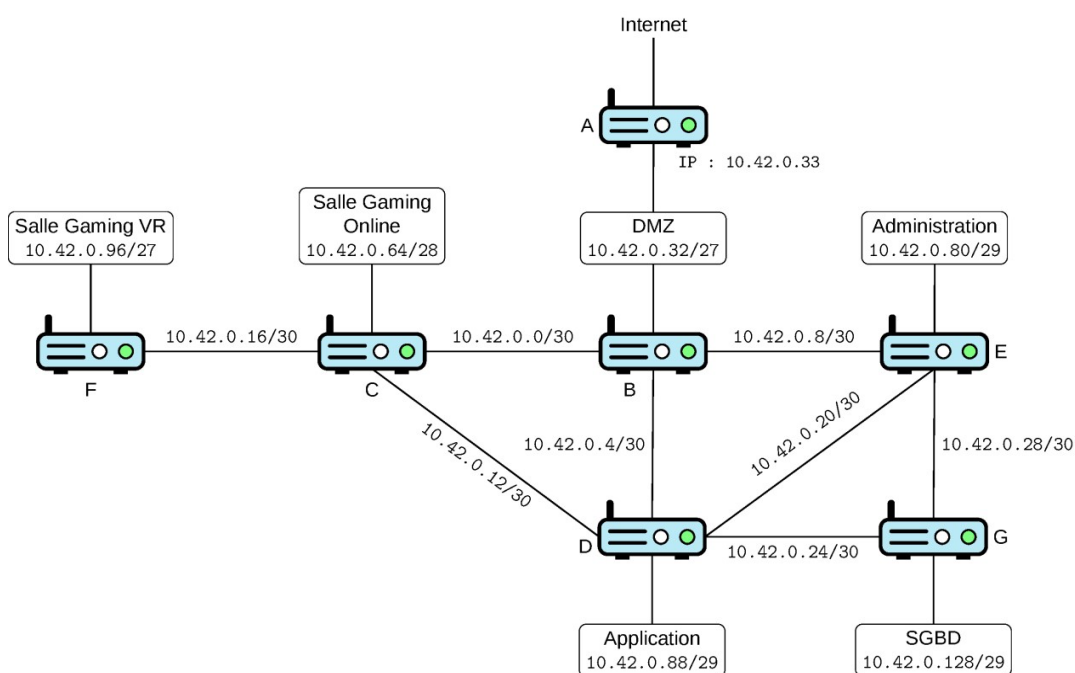 Internet
A
IP : 10.42.0.33
Salle Gaming VR
10.42.0.96/27
Salle Gaming
Online
10.42.0.64/28
DMZ
10.42.0.32/27
Administration
10.42.0.80/29
10.42.0.16/30
10.42.0.0/30
10.42.0.8/30
F
C
B
E
10.42.0.12/30
10.42.0.4/30
10.42.0.20/30
10.42.0.28/30
D
10.42.0.24/30
G
Application
10.42.0.88/29
SGBD
10.42.0.128/29